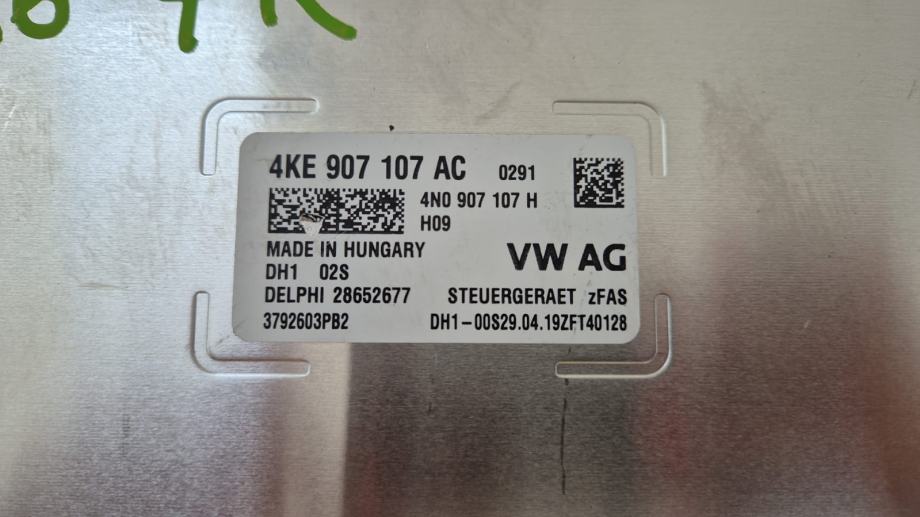 4KE 907 107 AC 0291
4N0 907 107 H
H09
MADE IN HUNGARY
VW AG
DH1 02S
DELPHI 28652677 STEUERGERAET zFAS
3792603PB2 DH1-00S29.04.19ZFT40128